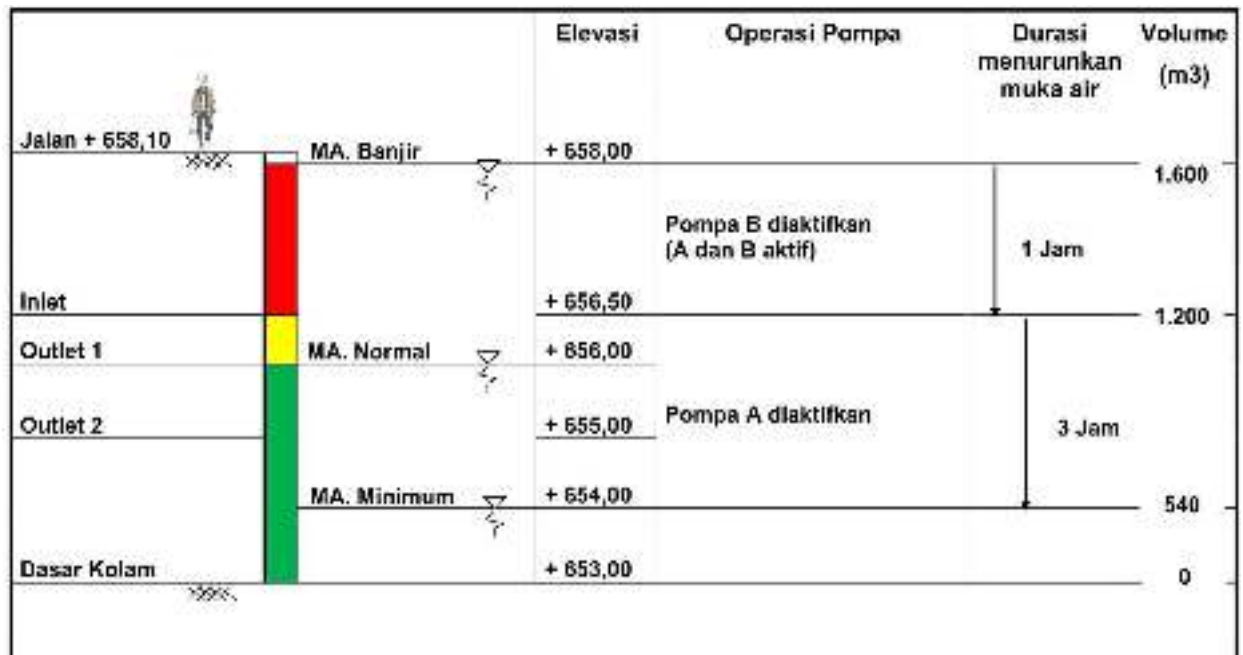 Elevasi
Operasi Pompa
Durasi
menurunkan
muka air
Volume
(m3)
Jalan + 658,10
MA. Banjir
+ 658,00
1.600
Pompa B diaktifkan
(A dan B aktif)
1 Jam
Inlet
+ 656,50
1.200
Outlet 1
MA. Normal
+ 656,00
Outlet 2
+ 655,00
Pompa A diaktifkan
3 Jam
MA. Minimum
+ 654,00
540
Dasar Kolam
+ 653,00
0